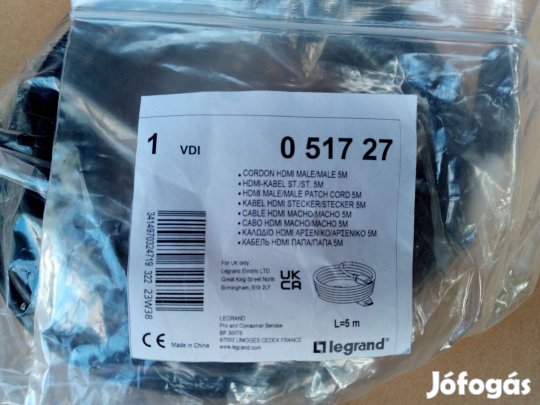 1 VDI 0 517 27
• CORDON HDMI MALE/MALE 5M
• HDMI-KABEL ST./ST. 5M
• HDMI MALE/MALE PATCH CORD 5M
• KABEL HDMI STECKER/STECKER 5M
• CABLE HDMI MACHO/MACHO 5M
• CABO HDMI MACHO/MACHO 5M
• ΚΑΛΩΔΙΟ HDMI ΑΡΣΕΝΙΚΟ/ΑΡΣΕΝΙΚΟ 5M
• КАБЕЛЬ HDMI ПАПА/ПАПА 5М
3414970324719 322 23W38
For UK only:
Legrand Electric LTD
Great King Street North
Birmingham, B19 2LF
UK
CA
LEGRAND
Pro and Consumer Service
BP 30076
87002 LIMOGES CEDEX FRANCE
www.legrand.com
CE Made in China
L=5 m
legrand®
Jófogás